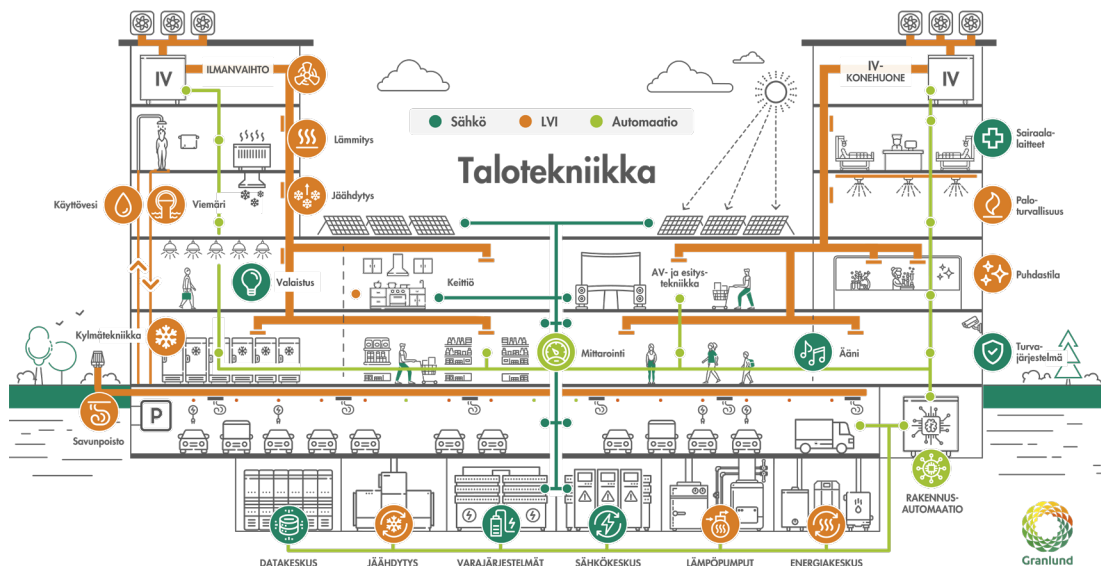 IV
ILMANVAIHTO
IV-
KONEHUONE
IV
Sähkö
LVI
Automaatio
Talotekniikka
Lämmitys
Jäähdytys
Käyttövesi
Viemäri
Sairaala-
laitteet
Palo-
turvallisuus
Puhdastila
Valaistus
Keittiö
AV- ja esitys-
tekniikka
Kylmätekniikka
Mittarointi
Ääni
Turva-
järjestelmä
Savunpoisto
P
RAKENNUS-
AUTOMAATIO
DATAKESKUS
JÄÄHDYTYS
VARAJÄRJESTELMÄT
SÄHKÖKESKUS
LÄMPÖPUMPUT
ENERGIAKESKUS
Granlund